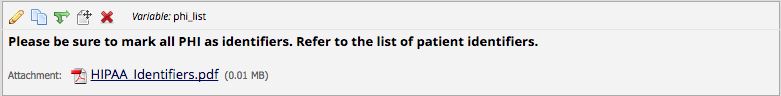 Variable: phi_list
Please be sure to mark all PHI as identifiers. Refer to the list of patient identifiers.
Attachment: HIPAA_Identifiers.pdf (0.01 MB)